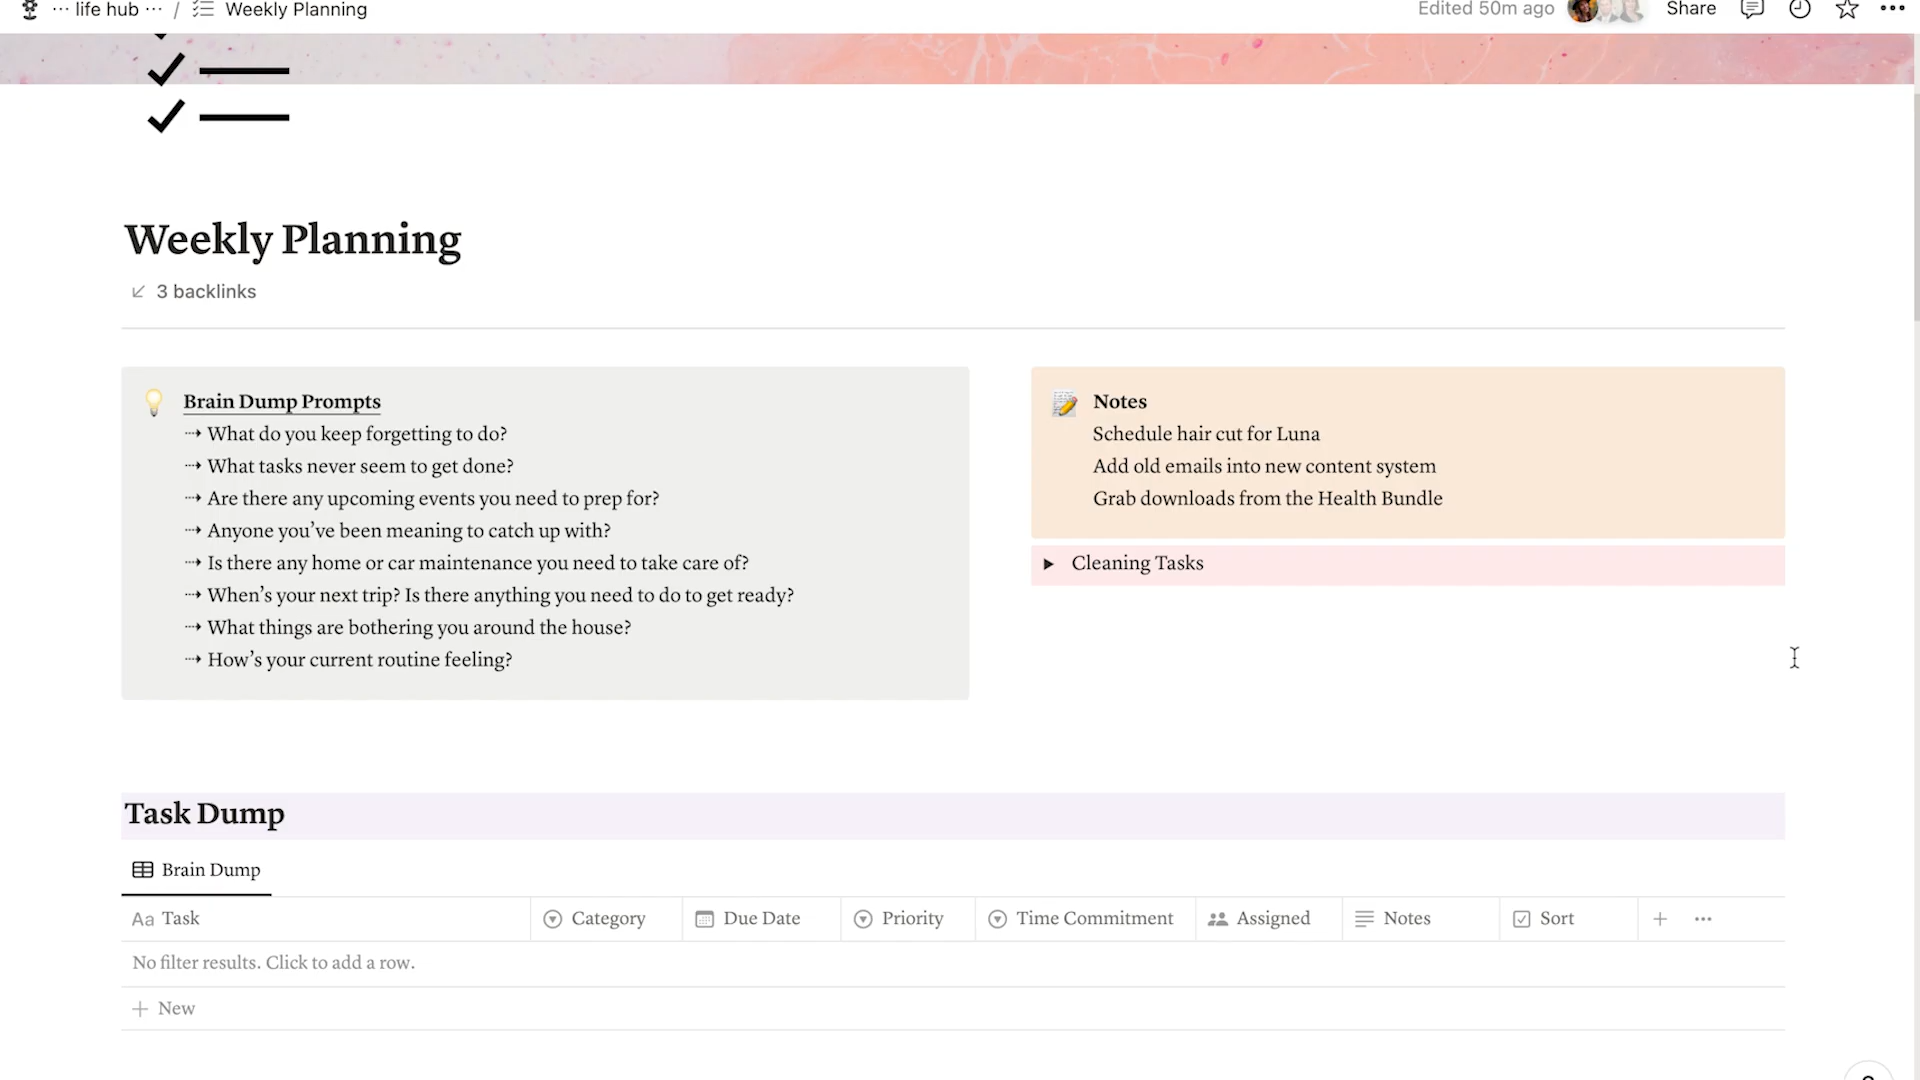 ··· life hub ··· / Weekly Planning
Edited 50m ago Share
Weekly Planning
3 backlinks
Brain Dump Prompts
⤍ What do you keep forgetting to do?
⤍ What tasks never seem to get done?
⤍ Are there any upcoming events you need to prep for?
⤍ Anyone you’ve been meaning to catch up with?
⤍ Is there any home or car maintenance you need to take care of?
⤍ When’s your next trip? Is there anything you need to do to get ready?
⤍ What things are bothering you around the house?
⤍ How’s your current routine feeling?
Notes
Schedule hair cut for Luna
Add old emails into new content system
Grab downloads from the Health Bundle
Cleaning Tasks
Task Dump
Brain Dump
Aa Task Category Due Date Priority Time Commitment Assigned Notes Sort
No filter results. Click to add a row.
+ New